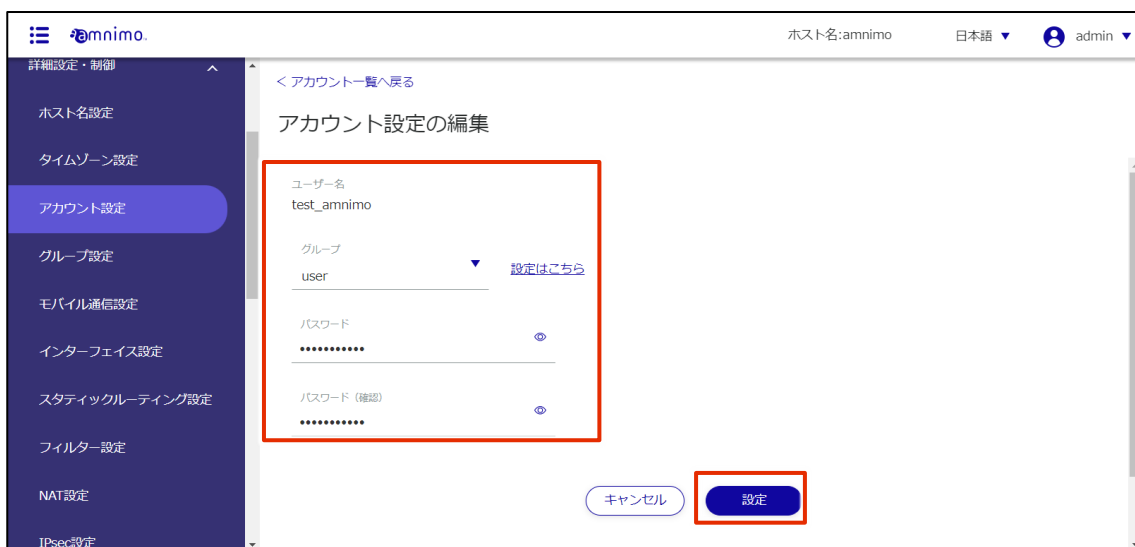 amnimo.
ホスト名:amnimo
日本語 ▼
admin ▼
詳細設定・制御
ホスト名設定
タイムゾーン設定
アカウント設定
グループ設定
モバイル通信設定
インターフェイス設定
スタティックルーティング設定
フィルター設定
NAT設定
IPsec設定
< アカウント一覧へ戻る
アカウント設定の編集
ユーザー名
test_amnimo
グループ
user
設定はこちら
パスワード
•••••••••••
パスワード（確認）
•••••••••••
キャンセル
設定